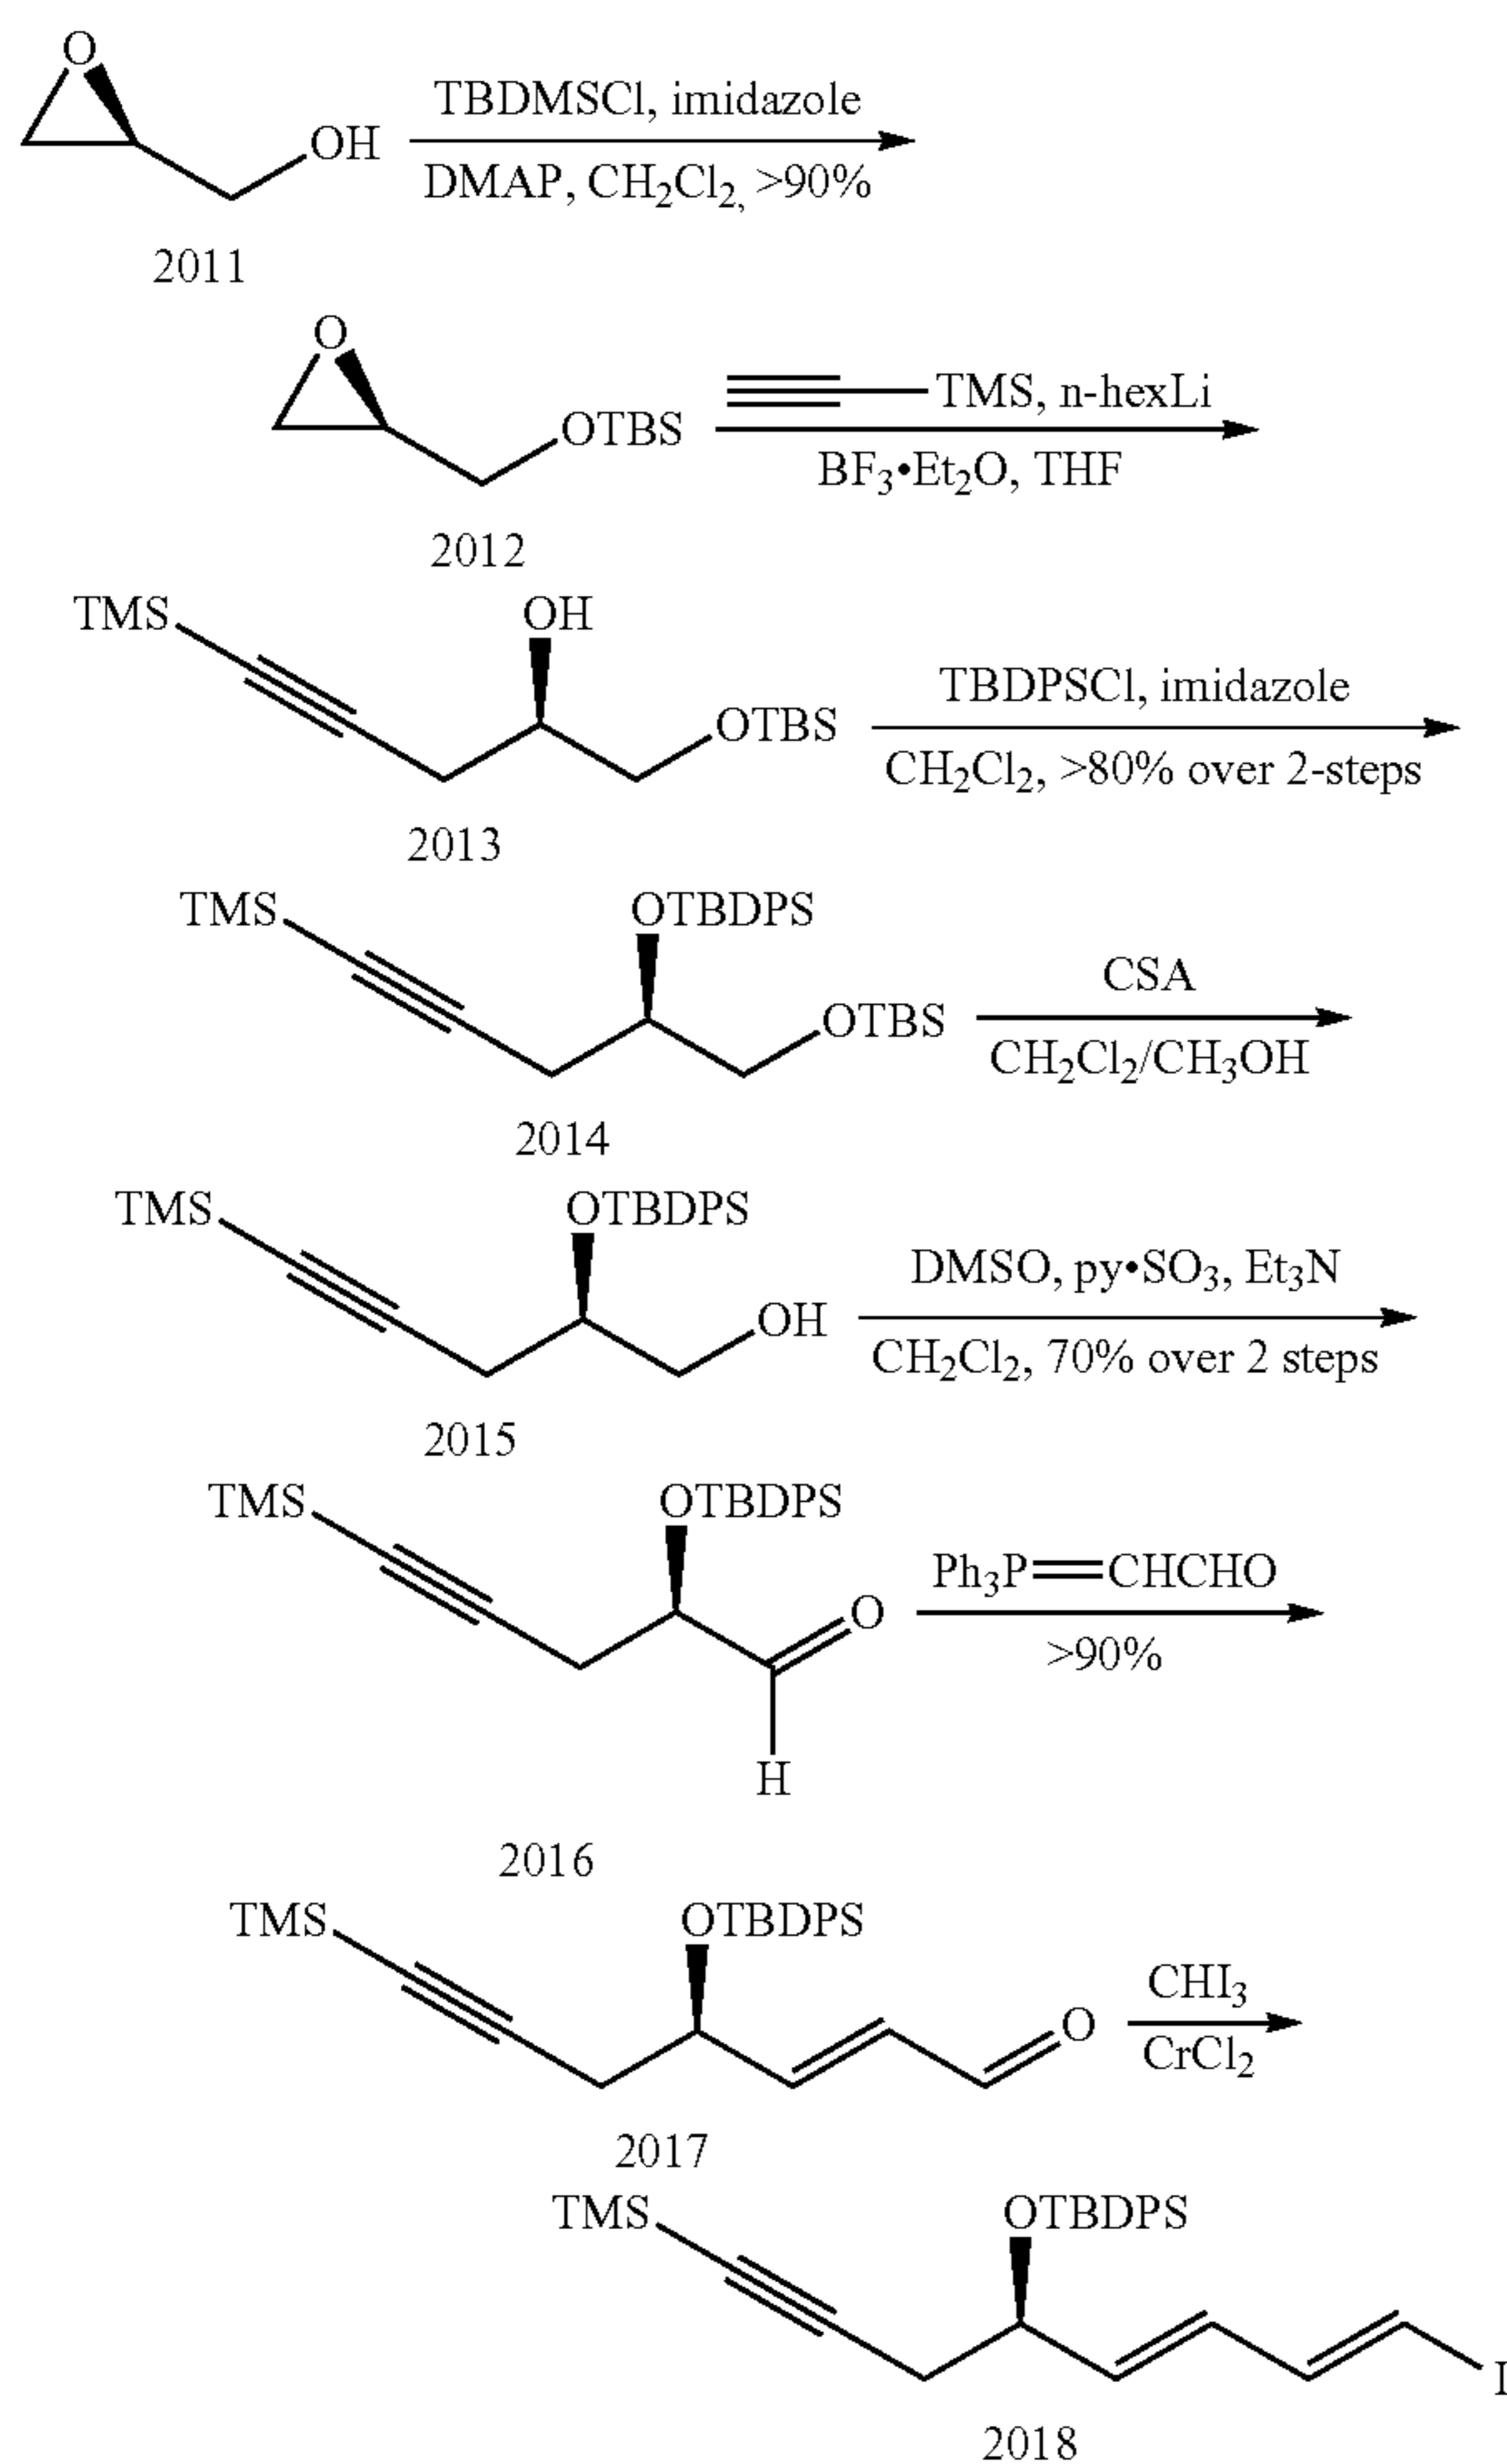 O
OH
TBDMSCl, imidazole
DMAP, CH₂Cl₂, >90%
2011
O
OTBS
TMS, n-hexLi
BF₃•Et₂O, THF
2012
TMS
OH
OTBS
TBDPSCl, imidazole
CH₂Cl₂, >80% over 2-steps
2013
TMS
OTBDPS
OTBS
CSA
CH₂Cl₂/CH₃OH
2014
TMS
OTBDPS
OH
DMSO, py•SO₃, Et₃N
CH₂Cl₂, 70% over 2 steps
2015
TMS
OTBDPS
O
H
Ph₃P=CHCHO
>90%
2016
TMS
OTBDPS
O
CHI₃
CrCl₂
2017
TMS
OTBDPS
I
2018